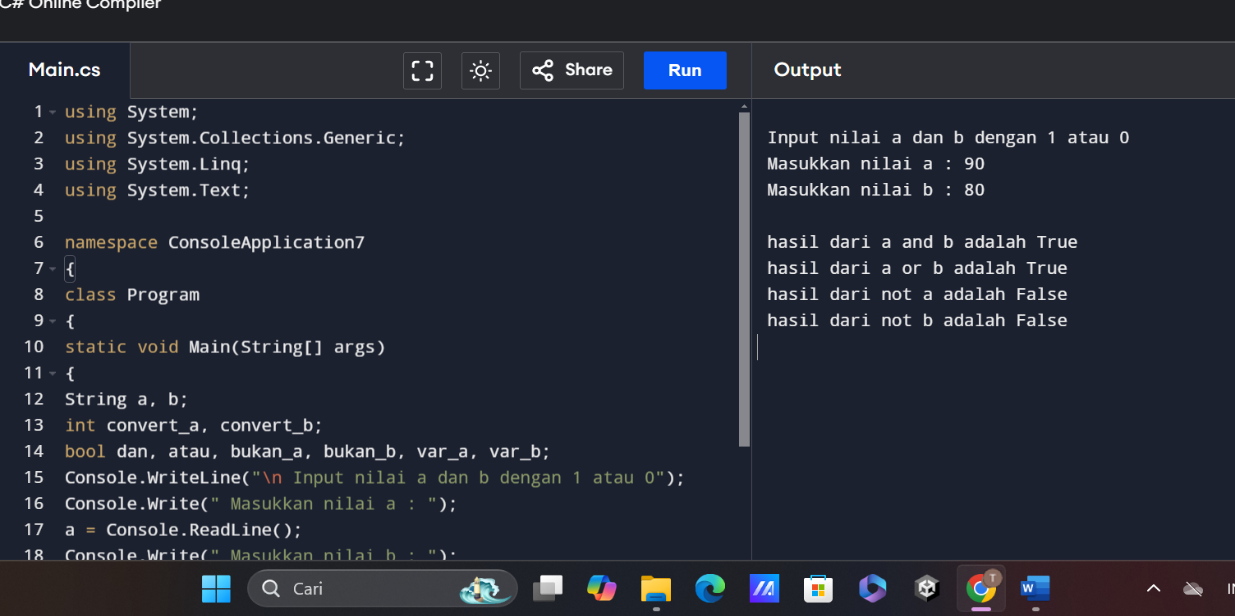 C# Online Compiler
Main.cs
Share
Run
Output
1 using System;
2 using System.Collections.Generic;
3 using System.Linq;
4 using System.Text;
5
6 namespace ConsoleApplication7
7 {
8 class Program
9 {
10 static void Main(String[] args)
11 {
12 String a, b;
13 int convert_a, convert_b;
14 bool dan, atau, bukan_a, bukan_b, var_a, var_b;
15 Console.WriteLine("\n Input nilai a dan b dengan 1 atau 0");
16 Console.Write(" Masukkan nilai a : ");
17 a = Console.ReadLine();
18 Console.Write(" Masukkan nilai b : ");
Input nilai a dan b dengan 1 atau 0
Masukkan nilai a : 90
Masukkan nilai b : 80
hasil dari a and b adalah True
hasil dari a or b adalah True
hasil dari not a adalah False
hasil dari not b adalah False
Cari
T
W